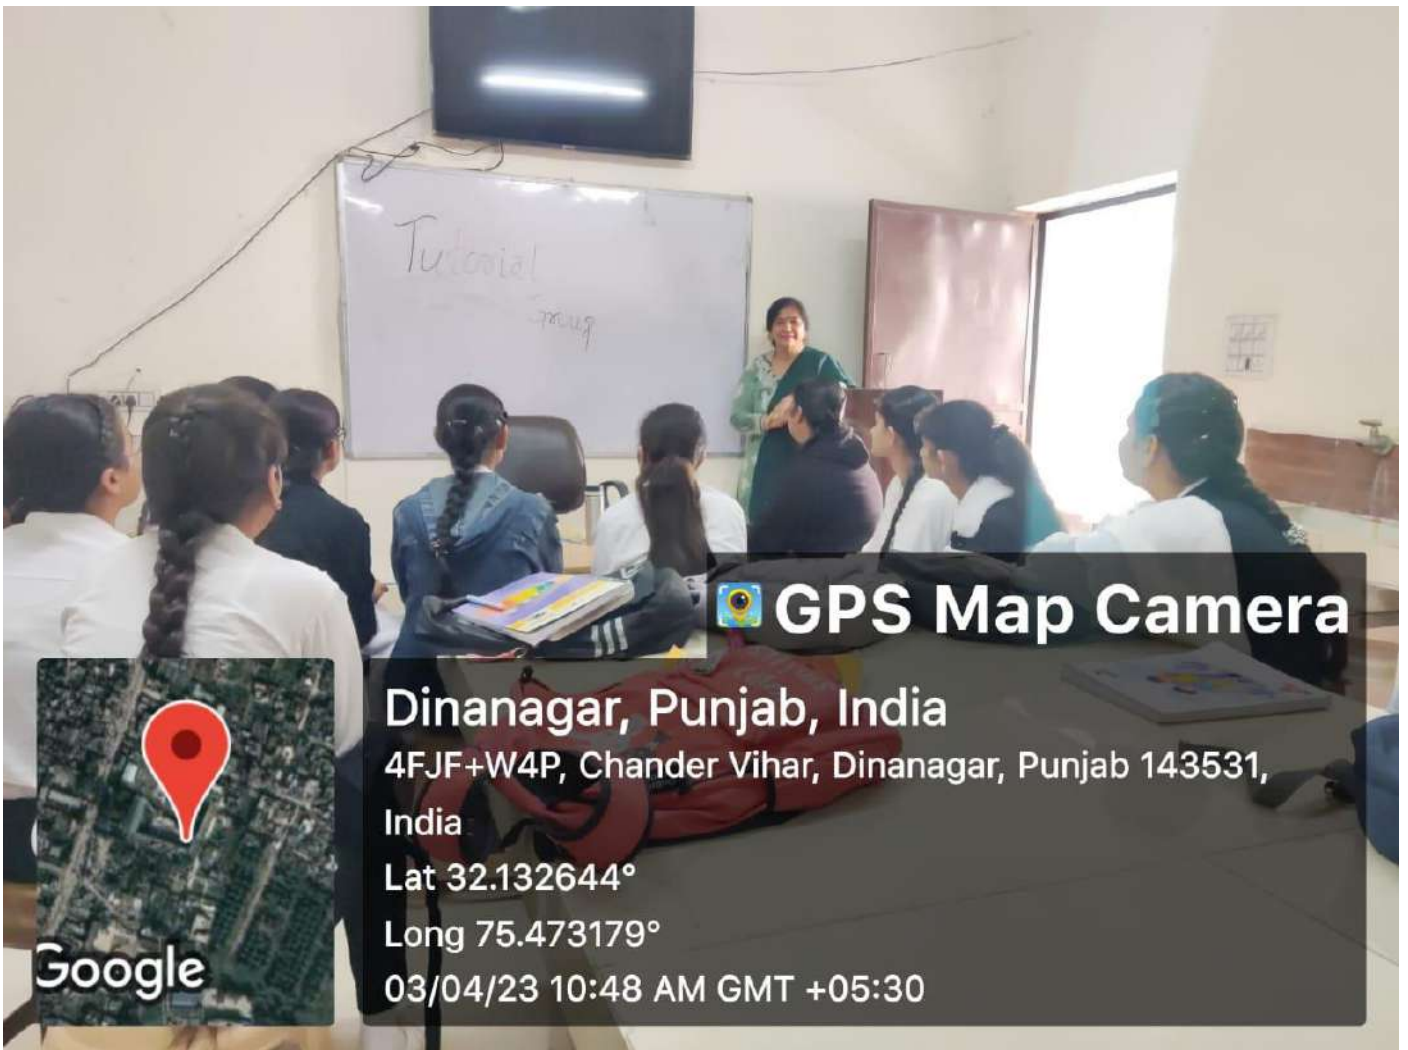 Tutorial
Group
GPS Map Camera
Dinanagar, Punjab, India
4FJF+W4P, Chander Vihar, Dinanagar, Punjab 143531,
India
Lat 32.132644°
Long 75.473179°
03/04/23 10:48 AM GMT +05:30
Google